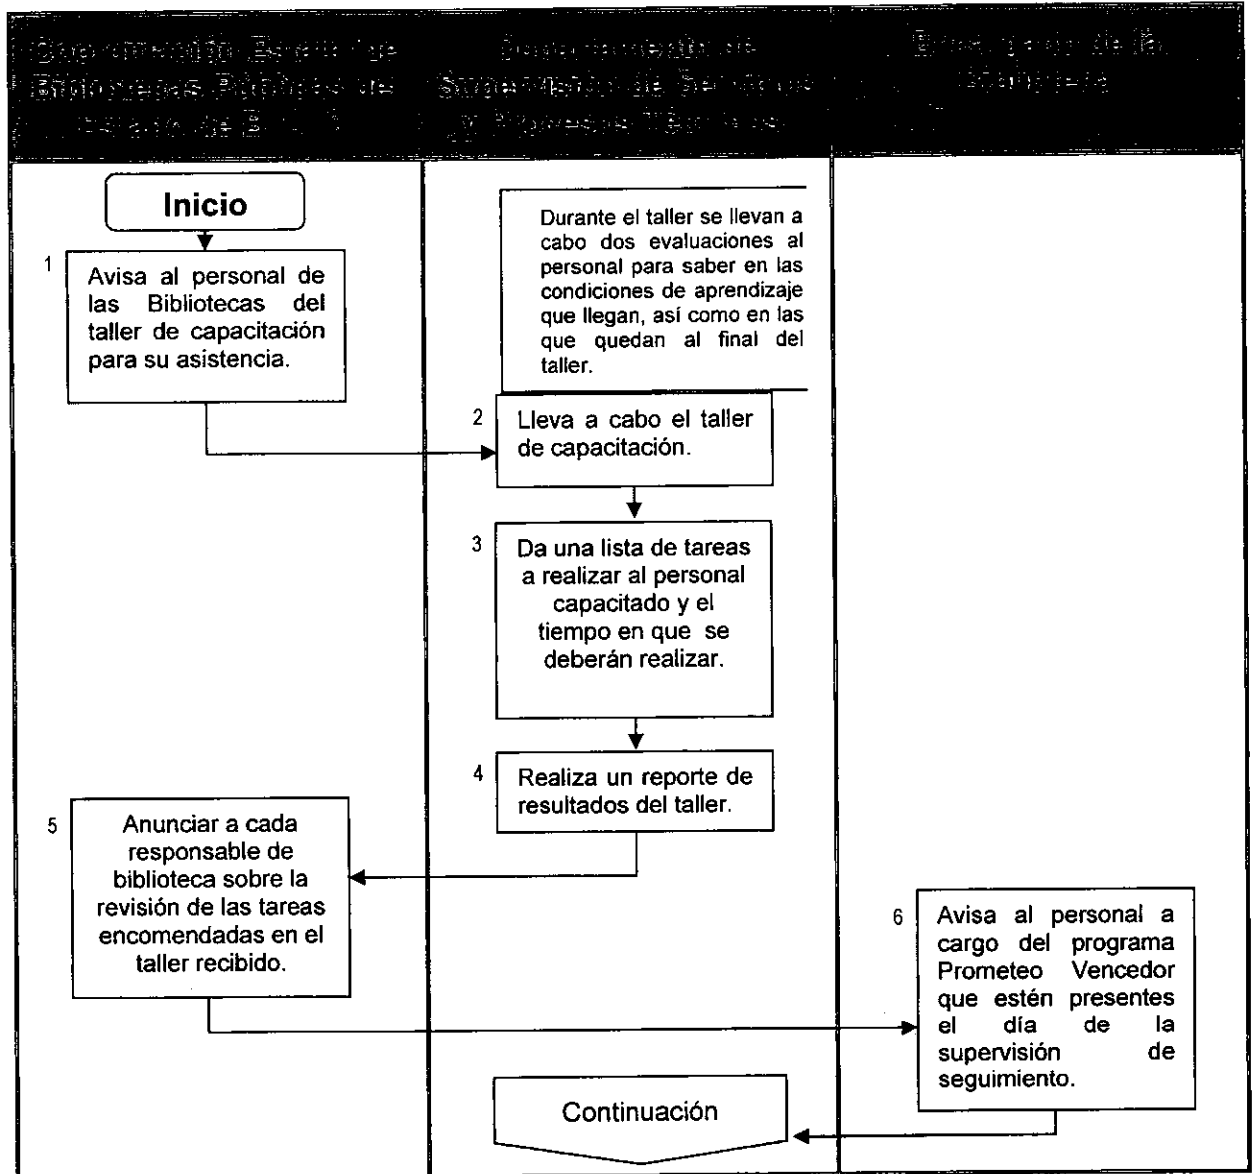 Inicio
1
Avisa al personal de
las Bibliotecas del
taller de capacitación
para su asistencia.
Durante el taller se llevan a
cabo dos evaluaciones al
personal para saber en las
condiciones de aprendizaje
que llegan, así como en las
que quedan al final del
taller.
2
Lleva a cabo el taller
de capacitación.
3
Da una lista de tareas
a realizar al personal
capacitado y el
tiempo en que se
deberán realizar.
4
Realiza un reporte de
resultados del taller.
5
Anunciar a cada
responsable de
biblioteca sobre la
revisión de las tareas
encomendadas en el
taller recibido.
6
Avisa al personal a
cargo del programa
Prometeo Vencedor
que estén presentes
el día de la
supervisión de
seguimiento.
Continuación